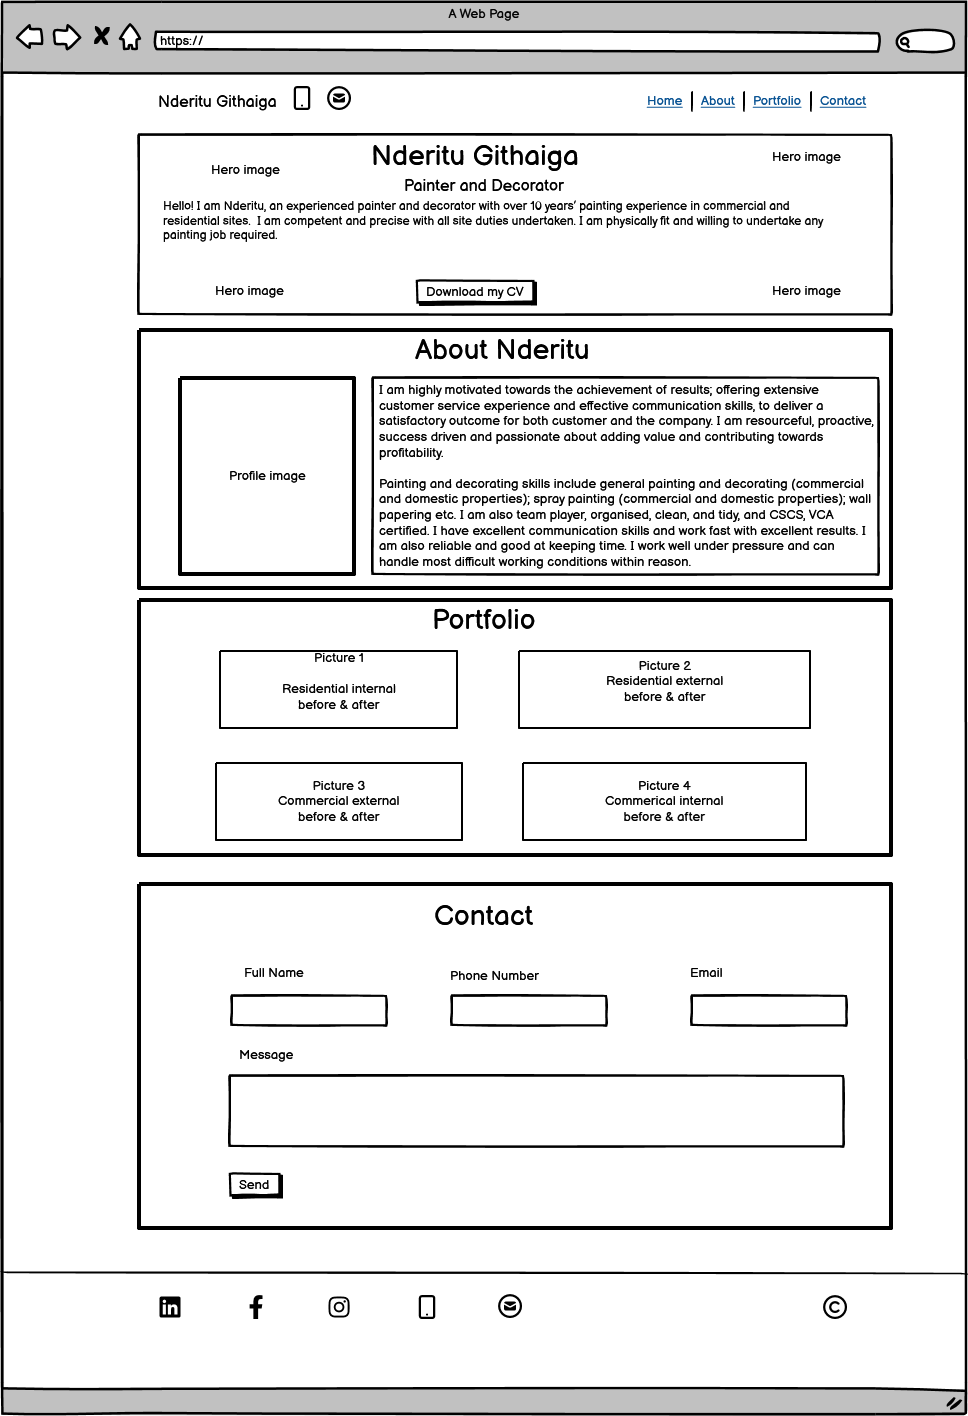 A Web Page
https://
Nderitu Githaiga
Home | About | Portfolio | Contact
Nderitu Githaiga
Hero image
Hero image
Painter and Decorator
Hello! I am Nderitu, an experienced painter and decorator with over 10 years' painting experience in commercial and
residential sites.  I am competent and precise with all site duties undertaken. I am physically fit and willing to undertake any
painting job required.
Hero image
Download my CV
Hero image
About Nderitu
Profile image
I am highly motivated towards the achievement of results; offering extensive
customer service experience and effective communication skills, to deliver a
satisfactory outcome for both customer and the company. I am resourceful, proactive,
success driven and passionate about adding value and contributing towards
profitability.
Painting and decorating skills include general painting and decorating (commercial
and domestic properties); spray painting (commercial and domestic properties); wall
papering etc. I am also team player, organised, clean, and tidy, and CSCS, VCA
certified. I have excellent communication skills and work fast with excellent results. I
am also reliable and good at keeping time. I work well under pressure and can
handle most difficult working conditions within reason.
Portfolio
Picture 1
Residential internal
before & after
Picture 2
Residential external
before & after
Picture 3
Commercial external
before & after
Picture 4
Commerical internal
before & after
Contact
Full Name
Phone Number
Email
Message
Send
in
©